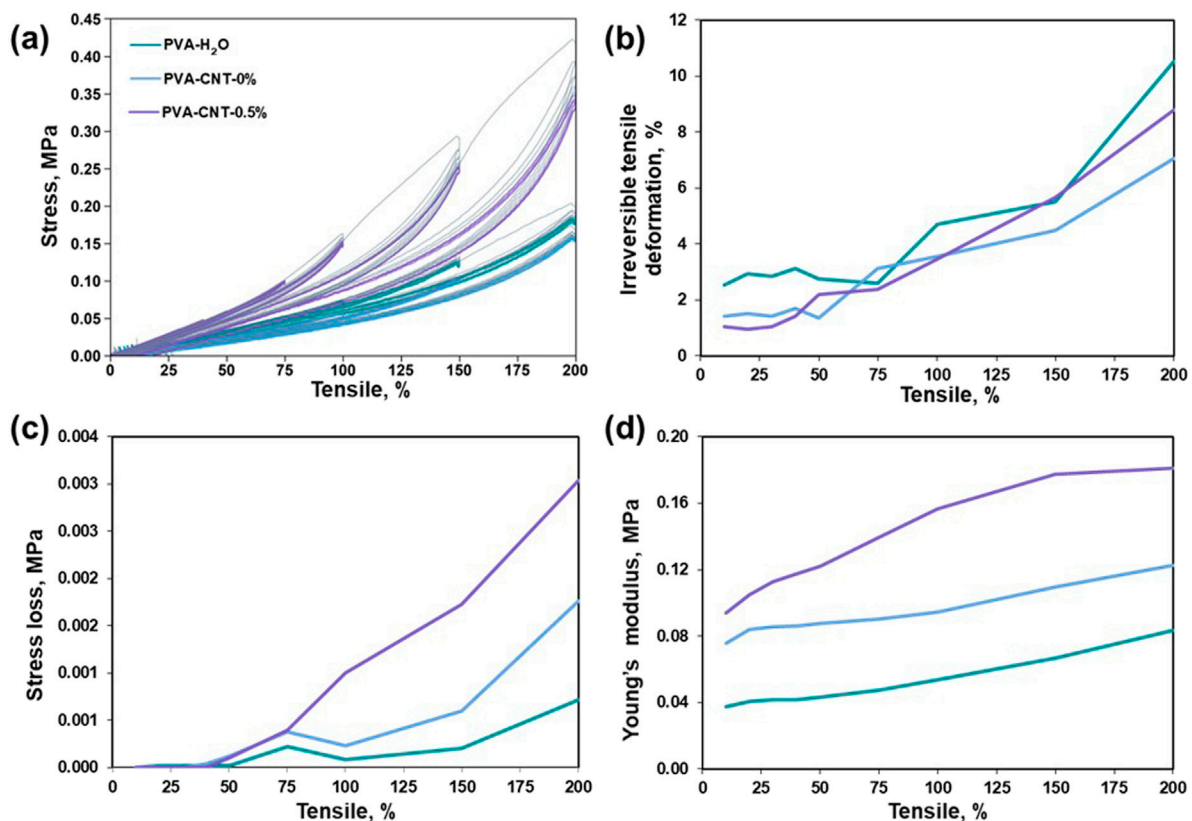 (a)
Stress, MPa
0.45
0.40
0.35
0.30
0.25
0.20
0.15
0.10
0.05
0.00
PVA-H₂O
PVA-CNT-0%
PVA-CNT-0.5%
0 25 50 75 100 125 150 175 200
Tensile, %
(b)
Irreversible tensile
deformation, %
12
10
8
6
4
2
0
0 25 50 75 100 125 150 175 200
Tensile, %
(c)
Stress loss, MPa
0.004
0.003
0.003
0.002
0.002
0.001
0.001
0.000
0 25 50 75 100 125 150 175 200
Tensile, %
(d)
Young's modulus, MPa
0.20
0.16
0.12
0.08
0.04
0.00
0 25 50 75 100 125 150 175 200
Tensile, %